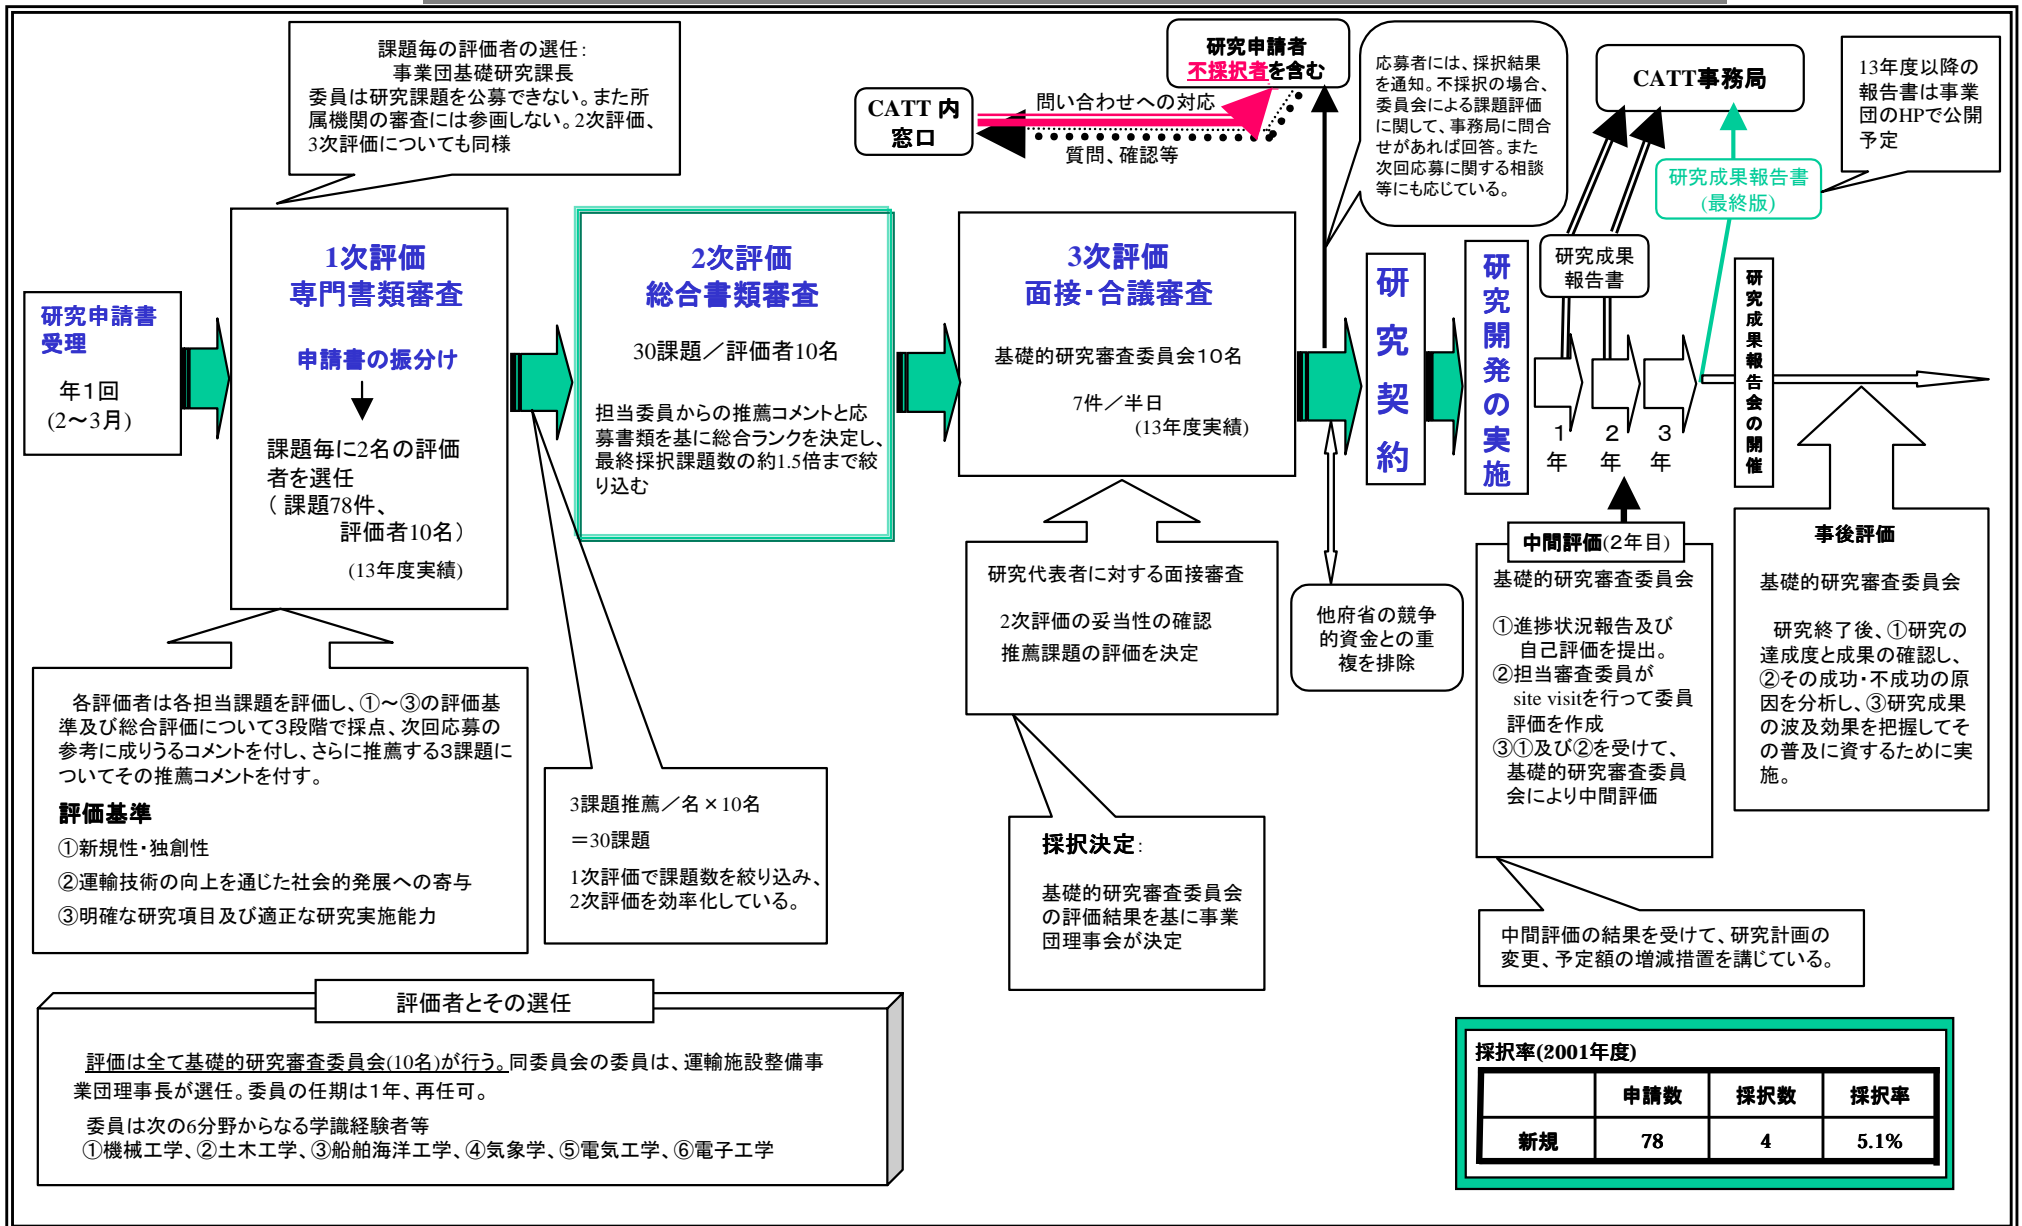 課題毎の評価者の選任：
事業団基礎研究課長
委員は研究課題を公募できない。また所
属機関の審査には参画しない。2次評価、
3次評価についても同様
CATT 内
窓口
問い合わせへの対応
質問、確認等
研究申請者
不採択者を含む
応募者には、採択結果
を通知。不採択の場合、
委員会による課題評価
に関して、事務局に問合
せがあれば回答。また
次回応募に関する相談
等にも応じている。
CATT事務局
13年度以降の
報告書は事業
団のHPで公開
予定
研究成果報告書
(最終版)
研究成果
報告書
研究申請書
受理
年１回
(2～3月)
1次評価
専門書類審査
申請書の振分け
課題毎に2名の評価
者を選任
（ 課題78件、
評価者10名）
(13年度実績)
2次評価
総合書類審査
30課題／評価者10名
担当委員からの推薦コメントと応
募書類を基に総合ランクを決定し、
最終採択課題数の約1.5倍まで絞
り込む
3次評価
面接・合議審査
基礎的研究審査委員会１０名
7件／半日
(13年度実績)
研究契約
研究開発の実施
１年
２年
３年
研究成果報告会の開催
各評価者は各担当課題を評価し、①～③の評価基
準及び総合評価について３段階で採点、次回応募の
参考に成りうるコメントを付し、さらに推薦する３課題に
ついてその推薦コメントを付す。
評価基準
①新規性・独創性
②運輸技術の向上を通じた社会的発展への寄与
③明確な研究項目及び適正な研究実施能力
3課題推薦／名×10名
＝30課題
1次評価で課題数を絞り込み、
2次評価を効率化している。
研究代表者に対する面接審査
2次評価の妥当性の確認
推薦課題の評価を決定
採択決定：
基礎的研究審査委員会
の評価結果を基に事業
団理事会が決定
他府省の競争
的資金との重
複を排除
中間評価(２年目)
基礎的研究審査委員会
①進捗状況報告及び
自己評価を提出。
②担当審査委員が
site visitを行って委員
評価を作成
③①及び②を受けて、
基礎的研究審査委員
会により中間評価
中間評価の結果を受けて、研究計画の
変更、予定額の増減措置を講じている。
事後評価
基礎的研究審査委員会
研究終了後、①研究の
達成度と成果の確認し、
②その成功・不成功の原
因を分析し、③研究成果
の波及効果を把握してそ
の普及に資するために実
施。
評価者とその選任
評価は全て基礎的研究審査委員会(10名)が行う。同委員会の委員は、運輸施設整備事
業団理事長が選任。委員の任期は１年、再任可。
委員は次の6分野からなる学識経験者等
①機械工学、②土木工学、③船舶海洋工学、④気象学、⑤電気工学、⑥電子工学
採択率(2001年度)
申請数 採択数 採択率
新規 78 4 5.1%